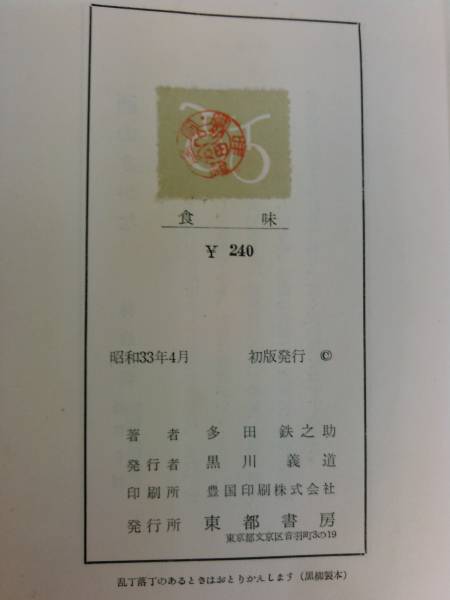 食味
¥ 240
昭和33年4月 初版発行 ©
著者 多田鉄之助
発行者 黒川義道
印刷所 豊国印刷株式会社
発行所 東都書房
東京都文京区音羽町3の19
乱丁落丁のあるときはおとりかえします（黒柳製本）